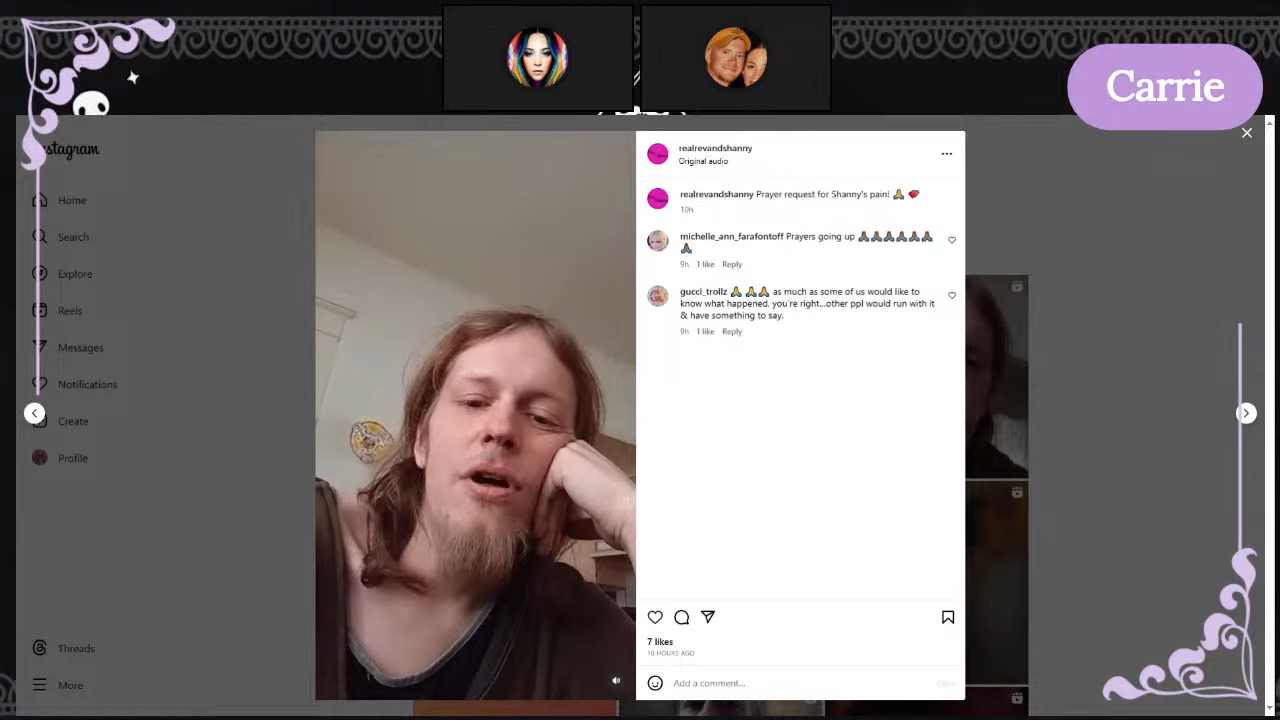 Carrie
Instagram
Home
Search
Explore
Reels
Messages
Notifications
Create
Profile
Threads
More
realrevandshanny
Original audio
realrevandshanny Prayer request for Shanny's pain! 🙏 💝
10h
michelle_ann_farafontoff Prayers going up 🙏🏽🙏🏽🙏🏽🙏🏽🙏🏽🙏🏽
🙏🏽
9h 1 like Reply
gucci_trollz 🙏 🙏🙏 as much as some of us would like to
know what happened, you're right...other ppl would run with it
& have something to say.
9h 1 like Reply
7 likes
10 HOURS AGO
Add a comment...
Post